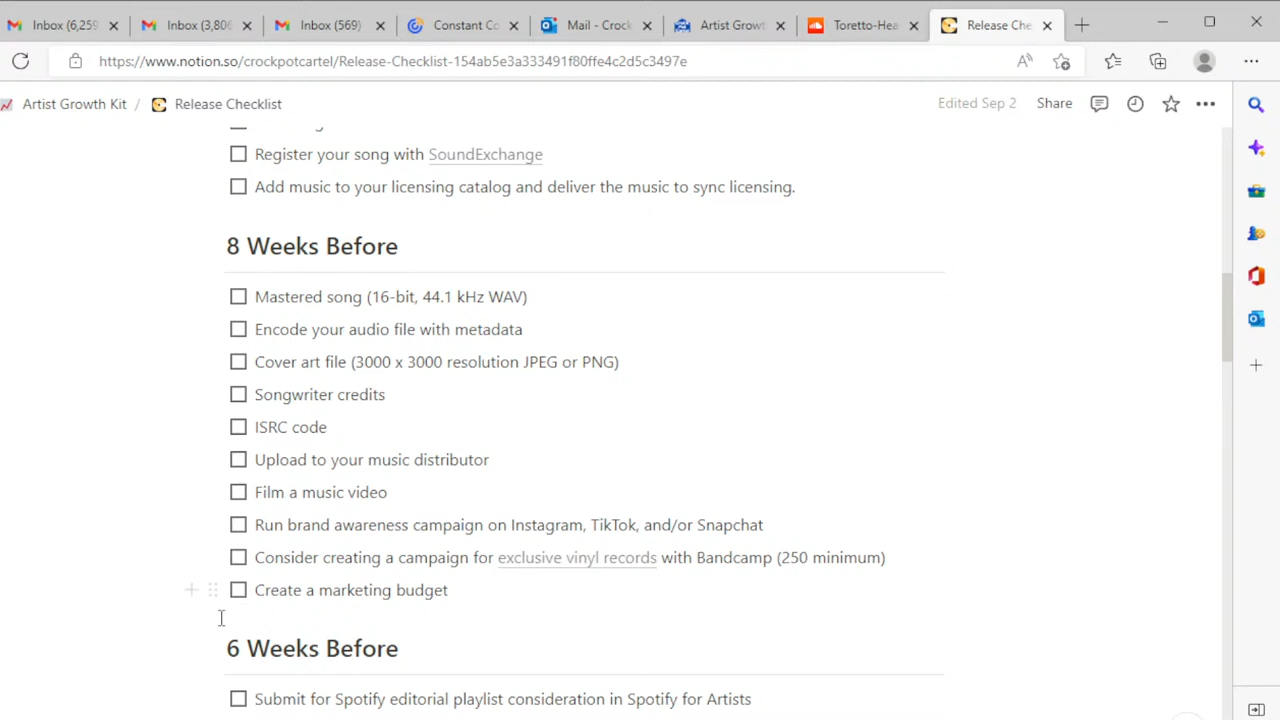 Inbox (6,259
Inbox (3,806
Inbox (569)
Constant Co
Mail - Crock
Artist Growt
Toretto-Hea
Release Che
https://www.notion.so/crockpotcartel/Release-Checklist-154ab5e3a333491f80ffe4c2d5c3497e
Artist Growth Kit / Release Checklist
Edited Sep 2
Share
Register your song with SoundExchange
Add music to your licensing catalog and deliver the music to sync licensing.
8 Weeks Before
Mastered song (16-bit, 44.1 kHz WAV)
Encode your audio file with metadata
Cover art file (3000 x 3000 resolution JPEG or PNG)
Songwriter credits
ISRC code
Upload to your music distributor
Film a music video
Run brand awareness campaign on Instagram, TikTok, and/or Snapchat
Consider creating a campaign for exclusive vinyl records with Bandcamp (250 minimum)
Create a marketing budget
6 Weeks Before
Submit for Spotify editorial playlist consideration in Spotify for Artists